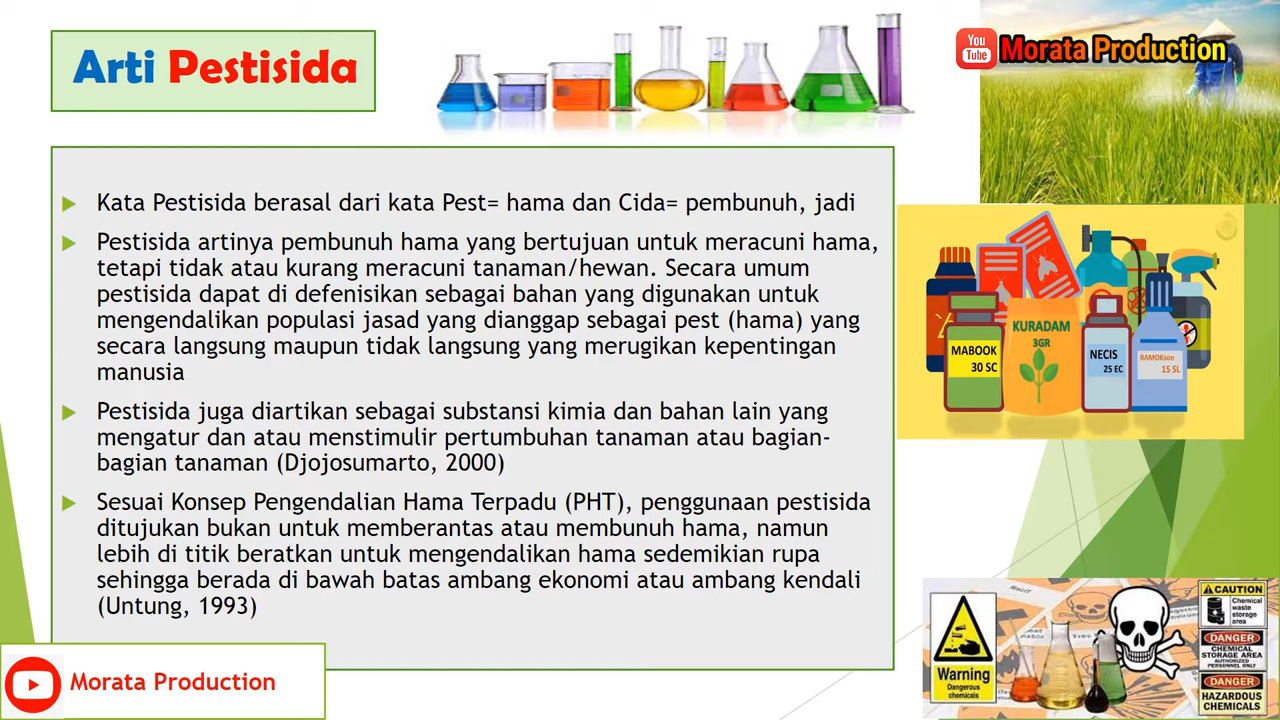 Arti Pestisida
You Tube Morata Production
Kata Pestisida berasal dari kata Pest= hama dan Cida= pembunuh, jadi
Pestisida artinya pembunuh hama yang bertujuan untuk meracuni hama,
tetapi tidak atau kurang meracuni tanaman/hewan. Secara umum
pestisida dapat di defenisikan sebagai bahan yang digunakan untuk
mengendalikan populasi jasad yang dianggap sebagai pest (hama) yang
secara langsung maupun tidak langsung yang merugikan kepentingan
manusia
Pestisida juga diartikan sebagai substansi kimia dan bahan lain yang
mengatur dan atau menstimulir pertumbuhan tanaman atau bagian-
bagian tanaman (Djojosumarto, 2000)
Sesuai Konsep Pengendalian Hama Terpadu (PHT), penggunaan pestisida
ditujukan bukan untuk memberantas atau membunuh hama, namun
lebih di titik beratkan untuk mengendalikan hama sedemikian rupa
sehingga berada di bawah batas ambang ekonomi atau ambang kendali
(Untung, 1993)
MABOOK
30 SC
KURADAM
3GR
NECIS
25 EC
RAMOKson
15 SL
Warning
Dangerous
chemicals
CAUTION
Chemical
waste
storage
area
DANGER
CHEMICAL
STORAGE AREA
AUTHORIZED
PERSONNEL ONLY
DANGER
HAZARDOUS
CHEMICALS
Morata Production